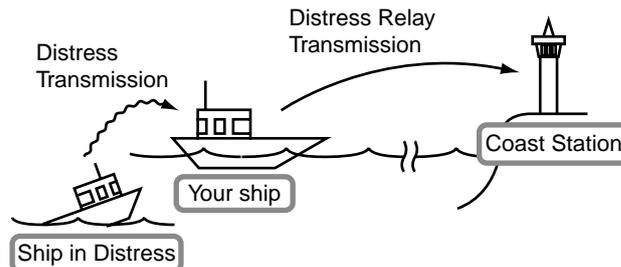 Distress
Transmission
Distress Relay
Transmission
Coast Station
Your ship
Ship in Distress